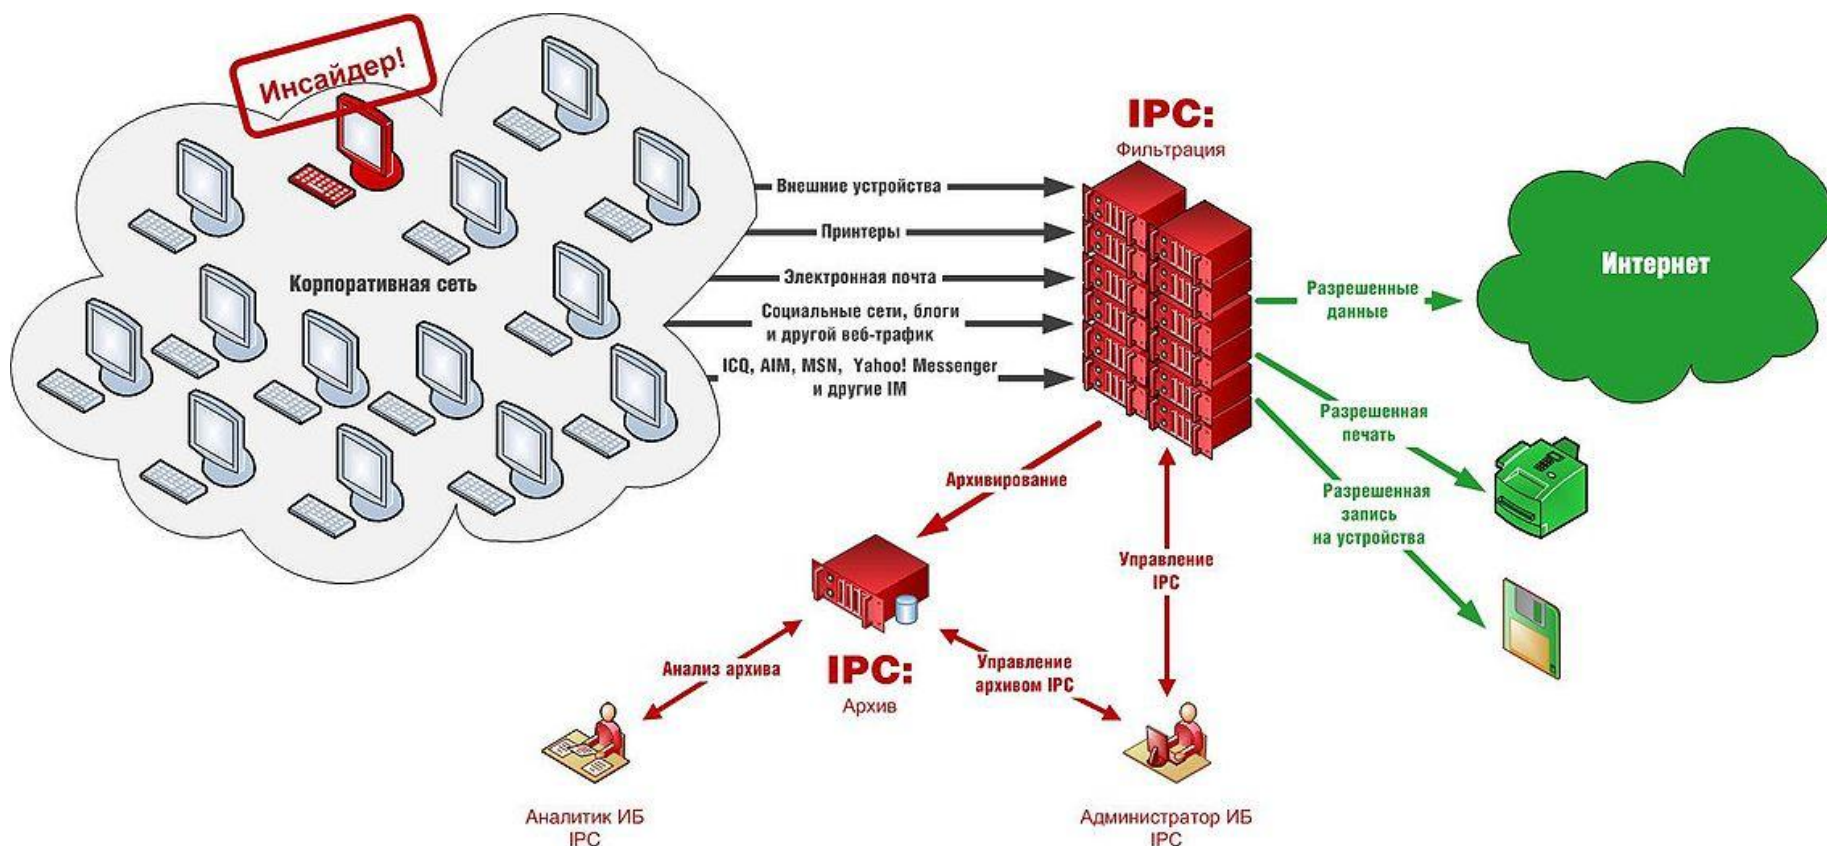 Инсайдер!
Корпоративная сеть
Внешние устройства
Принтеры
Электронная почта
Социальные сети, блоги
и другой веб-трафик
ICQ, AIM, MSN, Yahoo! Messenger
и другие IM
IPC:
Фильтрация
Разрешенные
данные
Интернет
Разрешенная
печать
Разрешенная
запись
на устройства
Архивирование
Управление
IPC
Анализ архива
IPC:
Архив
Управление
архивом IPC
Аналитик ИБ
IPC
Администратор ИБ
IPC